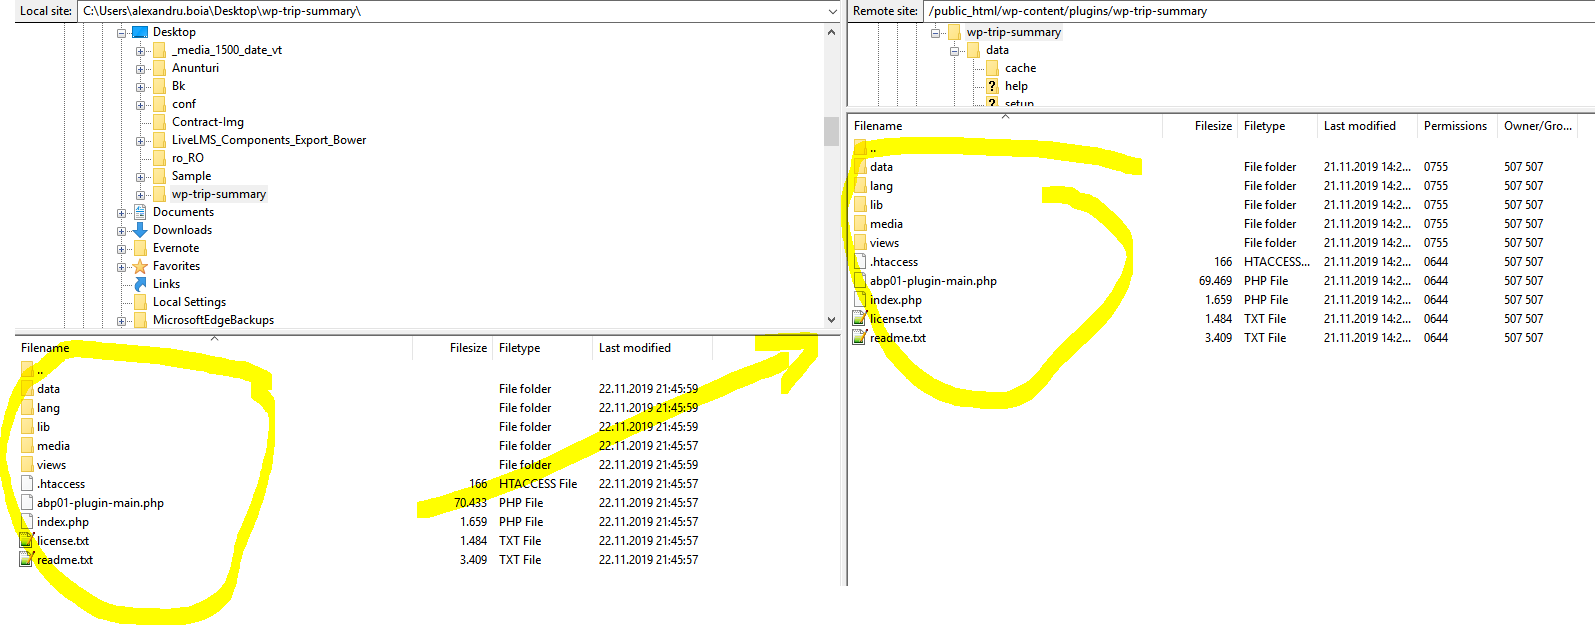 Local site: C:\Users\alexandru.boia\Desktop\wp-trip-summary\
Desktop
_media_1500_date_vt
Anunturi
Bk
conf
Contract-Img
LiveLMS_Components_Export_Bower
ro_RO
Sample
wp-trip-summary
Documents
Downloads
Evernote
Favorites
Links
Local Settings
MicrosoftEdgeBackups
Filename Filesize Filetype Last modified
..
data File folder 22.11.2019 21:45:59
lang File folder 22.11.2019 21:45:59
lib File folder 22.11.2019 21:45:59
media File folder 22.11.2019 21:45:57
views File folder 22.11.2019 21:45:59
.htaccess 166 HTACCESS File 22.11.2019 21:45:57
abp01-plugin-main.php 70.433 PHP File 22.11.2019 21:45:57
index.php 1.659 PHP File 22.11.2019 21:45:57
license.txt 1.484 TXT File 22.11.2019 21:45:57
readme.txt 3.409 TXT File 22.11.2019 21:45:57
Remote site: /public_html/wp-content/plugins/wp-trip-summary
wp-trip-summary
data
cache
? help
? setup
Filename Filesize Filetype Last modified Permissions Owner/Gro...
..
data File folder 21.11.2019 14:2... 0755 507 507
lang File folder 21.11.2019 14:2... 0755 507 507
lib File folder 21.11.2019 14:2... 0755 507 507
media File folder 21.11.2019 14:2... 0755 507 507
views File folder 21.11.2019 14:2... 0755 507 507
.htaccess 166 HTACCESS... 21.11.2019 14:2... 0644 507 507
abp01-plugin-main.php 69.469 PHP File 21.11.2019 14:2... 0644 507 507
index.php 1.659 PHP File 21.11.2019 14:2... 0644 507 507
license.txt 1.484 TXT File 21.11.2019 14:2... 0644 507 507
readme.txt 3.409 TXT File 21.11.2019 14:2... 0644 507 507